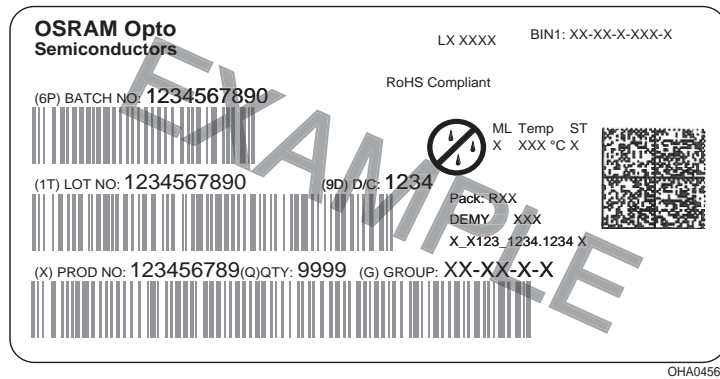 OSRAM Opto
Semiconductors
LX XXXX
BIN1: XX-XX-X-XXX-X
RoHS Compliant
(6P) BATCH NO: 1234567890
ML Temp ST
X XXX °C X
(1T) LOT NO: 1234567890 (9D) D/C: 1234
Pack: RXX
DEMY XXX
X_X123_1234.1234 X
(X) PROD NO: 123456789(Q)QTY: 9999 (G) GROUP: XX-XX-X-X
EXAMPLE
OHA0456